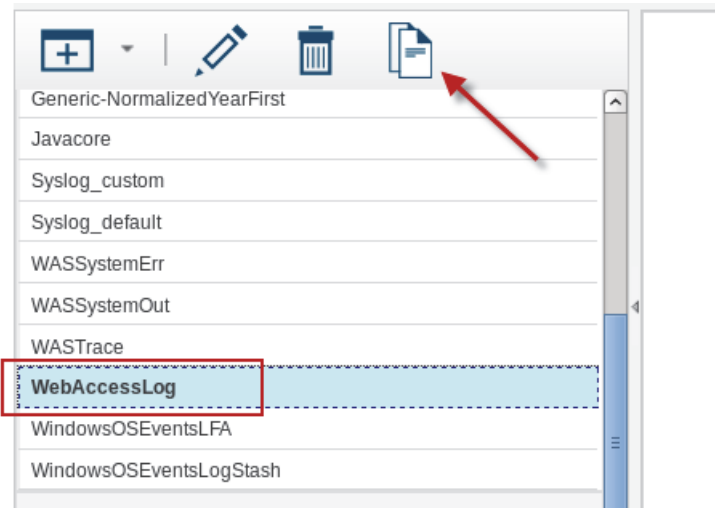 Generic-NormalizedYearFirst
Javacore
Syslog_custom
Syslog_default
WASSystemErr
WASSystemOut
WASTrace
WebAccessLog
WindowsOSEventsLFA
WindowsOSEventsLogStash